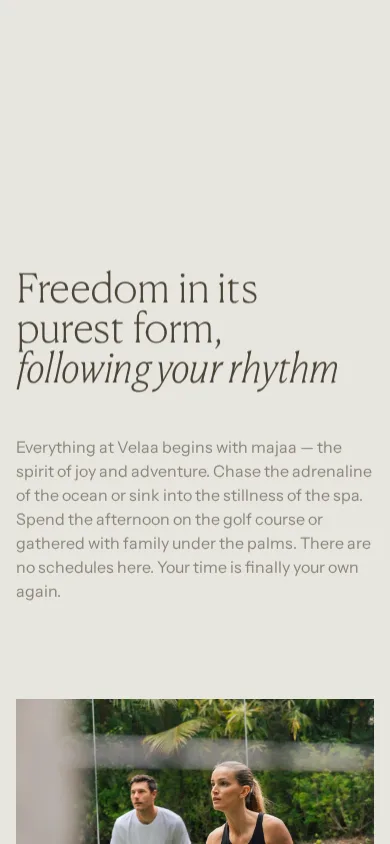 Freedom in its
purest form,
following your rhythm
Everything at Velaa begins with majaa — the
spirit of joy and adventure. Chase the adrenaline
of the ocean or sink into the stillness of the spa.
Spend the afternoon on the golf course or
gathered with family under the palms. There are
no schedules here. Your time is finally your own
again.